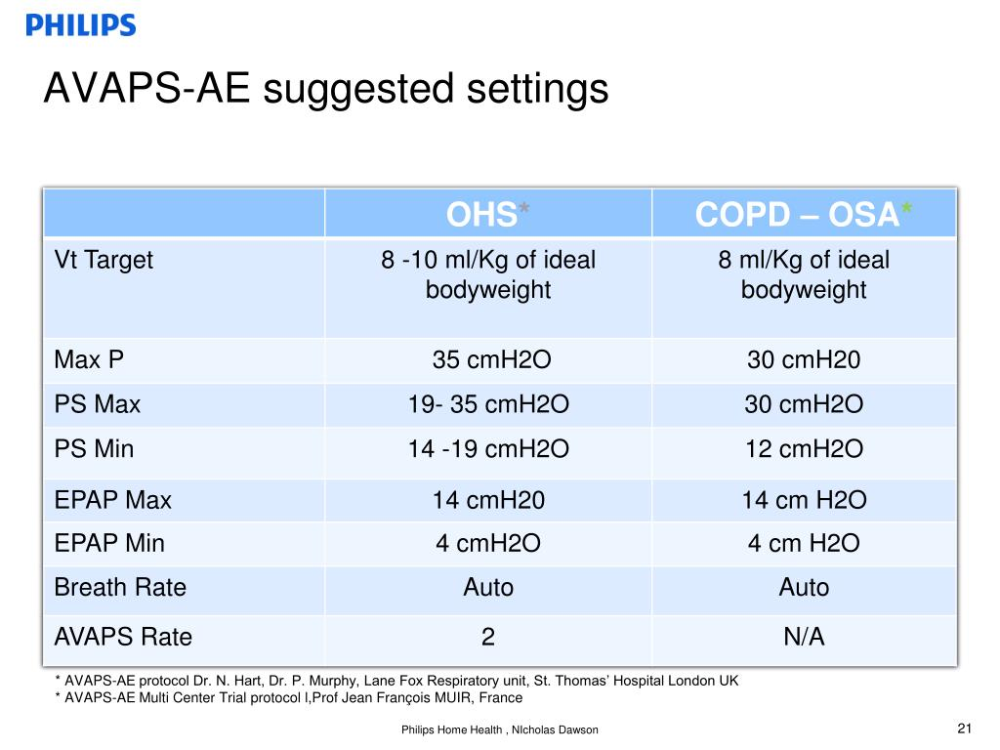 PHILIPS
AVAPS-AE suggested settings
OHS* COPD – OSA*
Vt Target 8 -10 ml/Kg of ideal bodyweight 8 ml/Kg of ideal bodyweight
Max P 35 cmH2O 30 cmH20
PS Max 19- 35 cmH2O 30 cmH2O
PS Min 14 -19 cmH2O 12 cmH2O
EPAP Max 14 cmH20 14 cm H2O
EPAP Min 4 cmH2O 4 cm H2O
Breath Rate Auto Auto
AVAPS Rate 2 N/A
* AVAPS-AE protocol Dr. N. Hart, Dr. P. Murphy, Lane Fox Respiratory unit, St. Thomas’ Hospital London UK
* AVAPS-AE Multi Center Trial protocol l,Prof Jean François MUIR, France
Philips Home Health , NIcholas Dawson 21